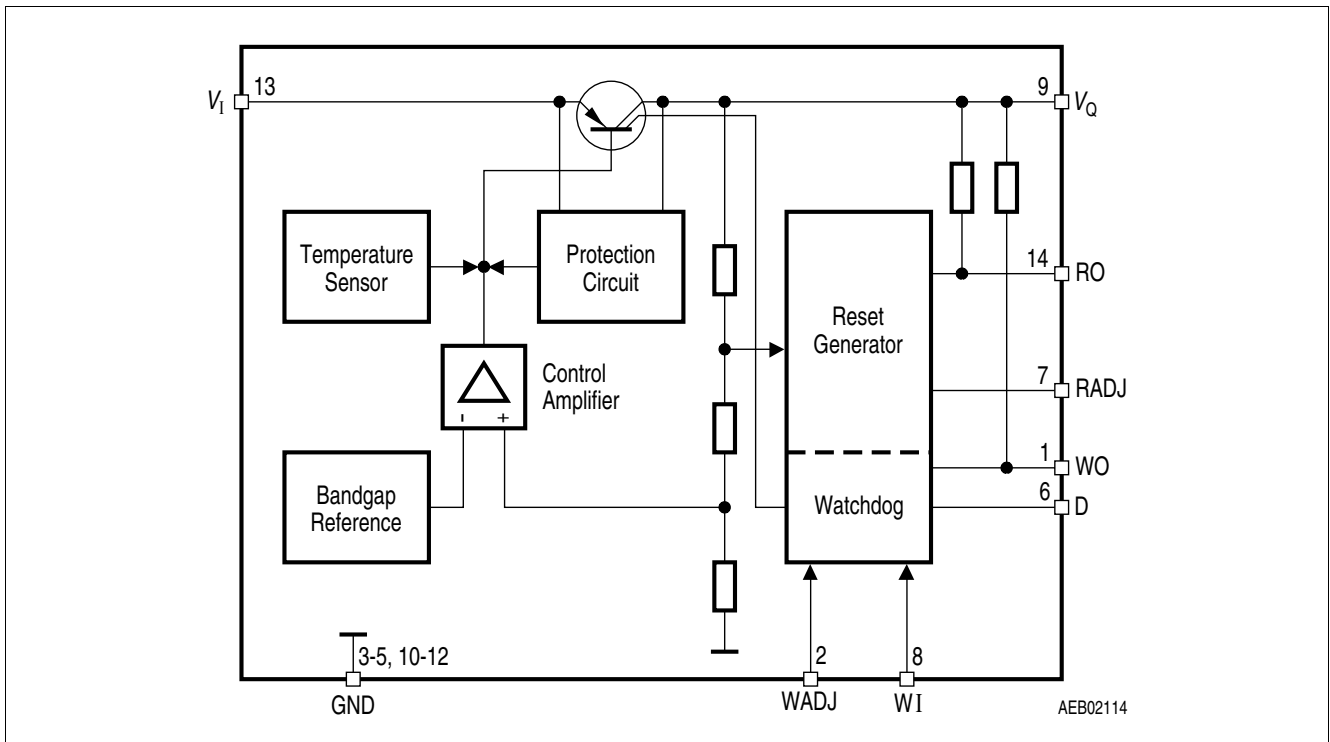 13
9
V_I
V_Q
Temperature
Sensor
Protection
Circuit
14
RO
Reset
Generator
Control
Amplifier
- +
7
RADJ
1
WO
Bandgap
Reference
Watchdog
6
D
3-5, 10-12
2
8
GND
WADJ
WI
AEB02114